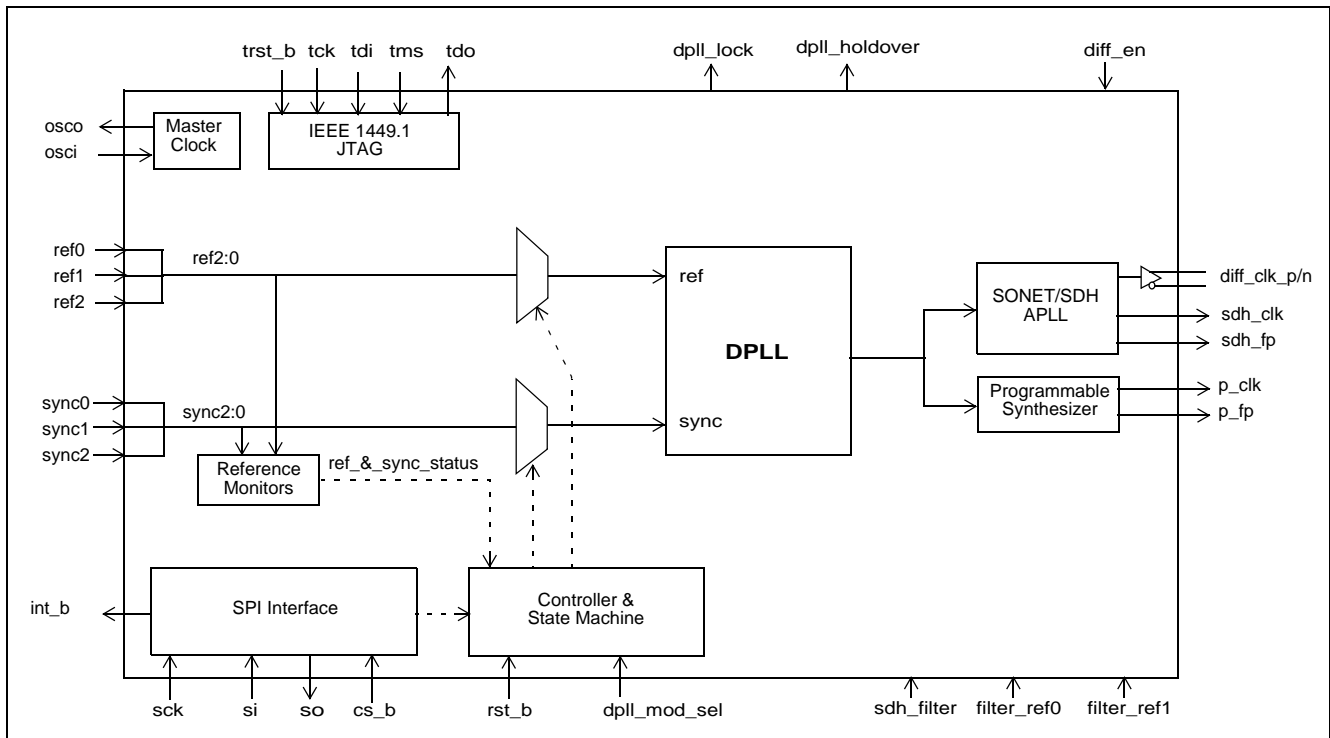 trst_b tck tdi tms tdo dpll_lock dpll_holdover diff_en
osco
osci
Master
Clock
IEEE 1449.1
JTAG
ref0
ref1
ref2
ref2:0
ref
DPLL
sync
SONET/SDH
APLL
diff_clk_p/n
sdh_clk
sdh_fp
Programmable
Synthesizer
p_clk
p_fp
sync0
sync1
sync2
sync2:0
Reference
Monitors
ref_&_sync_status
int_b
SPI Interface
Controller &
State Machine
sck si so cs_b rst_b dpll_mod_sel sdh_filter filter_ref0 filter_ref1